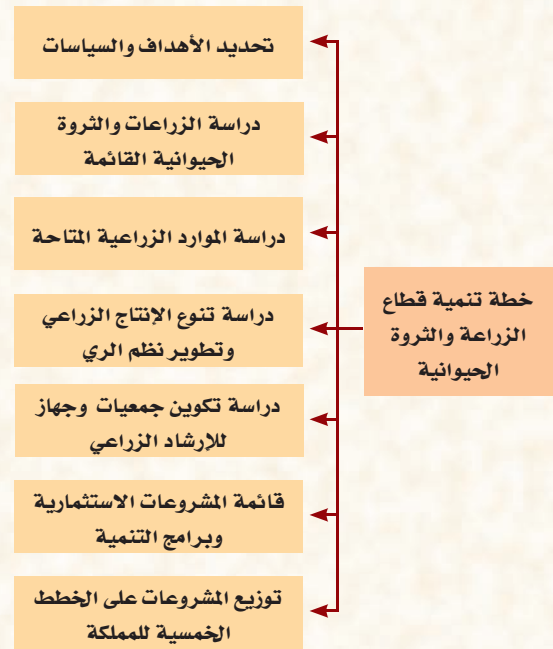 خطة تنمية قطاع
الزراعة والثروة
الحيوانية
تحديد الأهداف والسياسات
دراسة الزراعات والثروة
الحيوانية القائمة
دراسة الموارد الزراعية المتاحة
دراسة تنوع الإنتاج الزراعي
وتطوير نظم الري
دراسة تكوين جمعيات وجهاز
للإرشاد الزراعي
قائمة المشروعات الاستثمارية
وبرامج التنمية
توزيع المشروعات على الخطط
الخمسية للمملكة